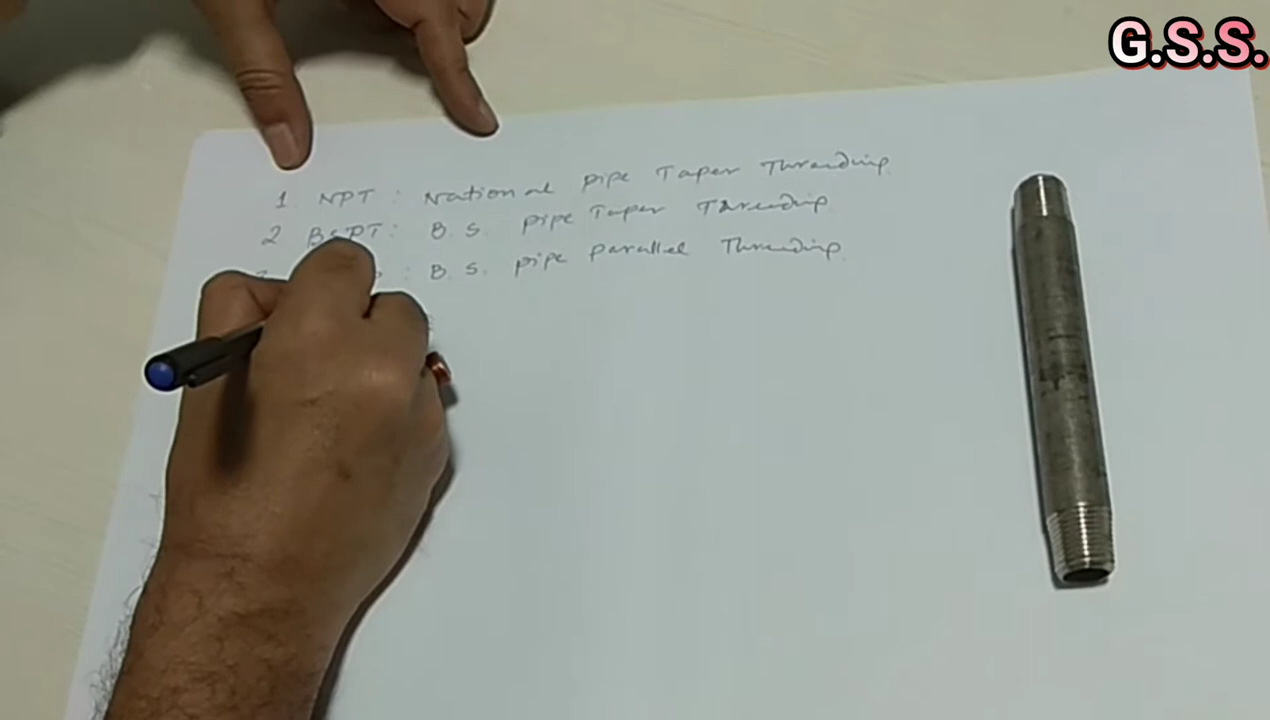 G.S.S.
1 NPT : National pipe Taper Threading
2 BSPT : B.S. pipe Taper Threading
: B.S. pipe parallel Threading